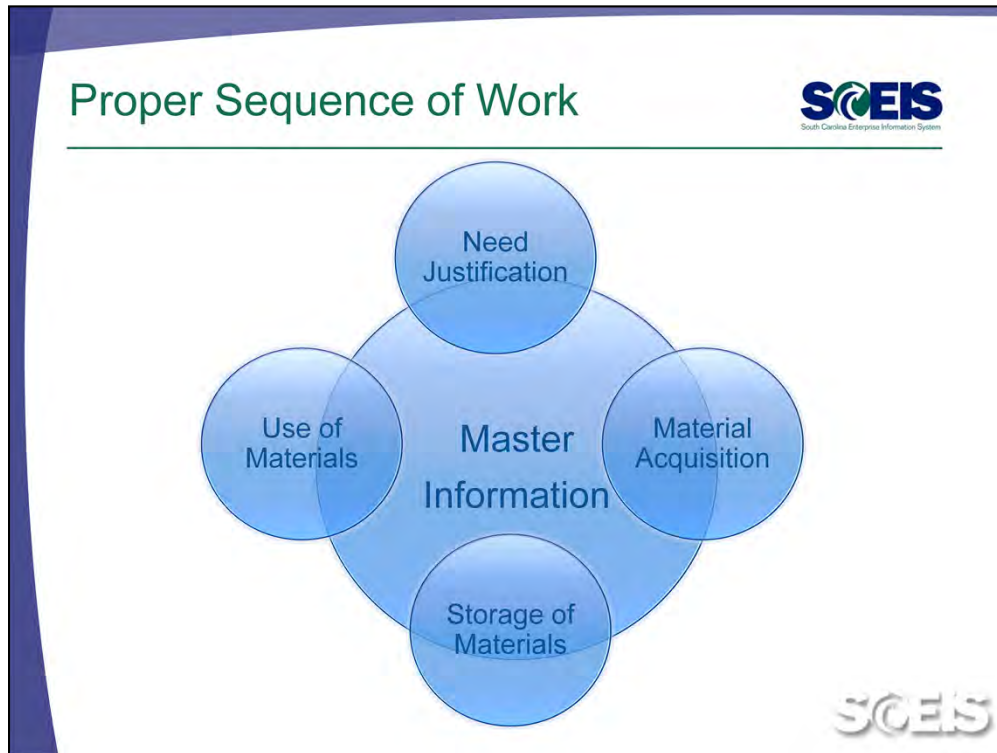 Proper Sequence of Work
SCEIS
South Carolina Enterprise Information System
Need
Justification
Use of
Materials
Master
Information
Material
Acquisition
Storage of
Materials
SCEIS